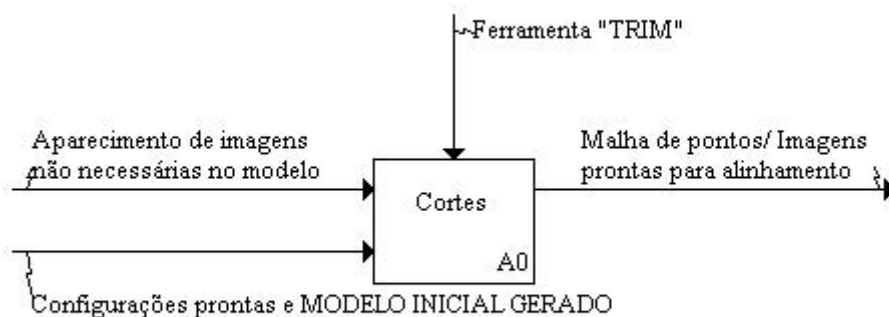 Ferramenta "TRIM"
Aparecimento de imagens
não necessárias no modelo
Malha de pontos/ Imagens
prontas para alinhamento
Cortes
A0
Configurações prontas e MODELO INICIAL GERADO